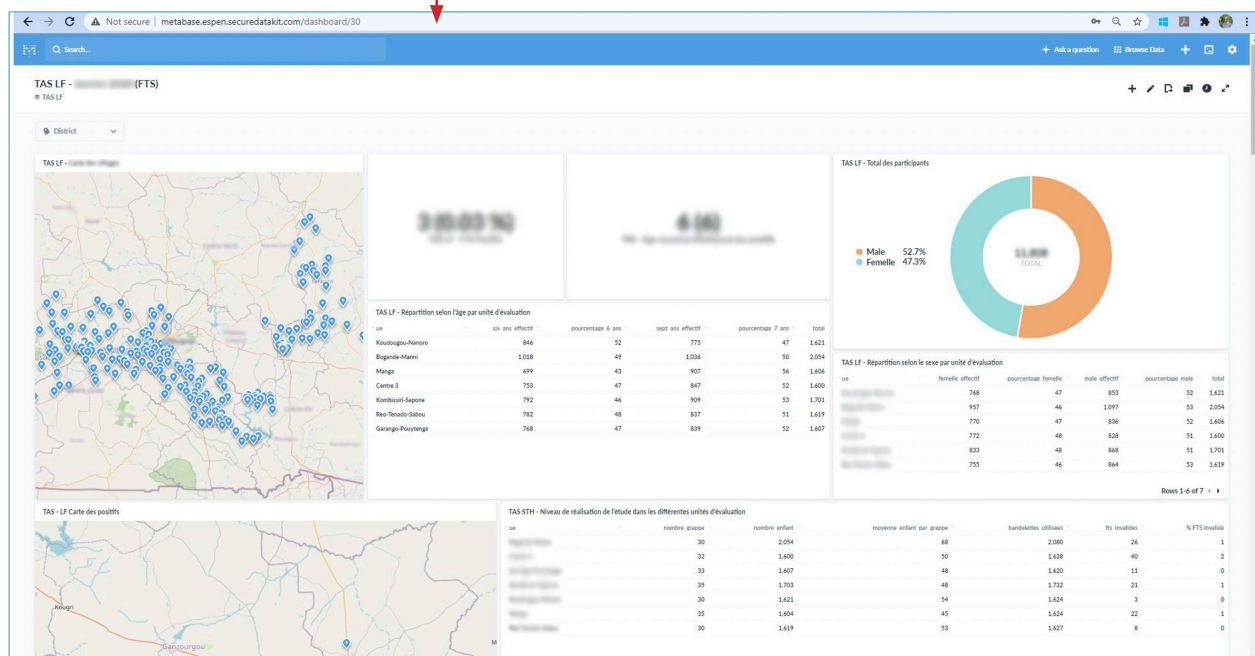 Not secure | metabase.espen.securedatakit.com/dashboard/30
Search...
Ask a question
Browse Data
TAS LF - (FTS)
TAS LF
District
TAS LF -
TAS LF - Total des participants
Male 52.7%
Femelle 47.3%
TOTAL
TAS LF - Répartition selon l'âge par unité d'évaluation
ue six ans effectif pourcentage 6 ans sept ans effectif pourcentage 7 ans total
Koudougou-Nanoro 846 52 775 47 1,621
Bogande-Manni 1,018 49 1,036 50 2,054
Manga 699 43 907 56 1,606
Centre 3 753 47 847 52 1,600
Kombissiri-Sapone 792 46 909 53 1,701
Reo-Tenado-Sabou 782 48 837 51 1,619
Garango-Pouytenga 768 47 839 52 1,607
TAS LF - Répartition selon le sexe par unité d'évaluation
ue femelle effectif pourcentage femelle male effectif pourcentage male total
768 47 853 52 1,621
957 46 1,097 53 2,054
770 47 836 52 1,606
772 48 828 51 1,600
833 48 868 51 1,701
755 46 864 53 1,619
Rows 1-6 of 7
TAS - LF Carte des positifs
Kougri
Ganzourgou
TAS STH - Niveau de réalisation de l'étude dans les différentes unités d'évaluation
ue nombre grappe nombre enfant moyenne enfant par grappe bandelettes utilisees fts invalides % FTS invalide
30 2,054 68 2,080 26 1
32 1,600 50 1,638 40 2
33 1,607 48 1,620 11 0
35 1,703 48 1,732 21 1
30 1,621 54 1,624 3 0
35 1,604 45 1,624 22 1
30 1,619 53 1,627 8 0